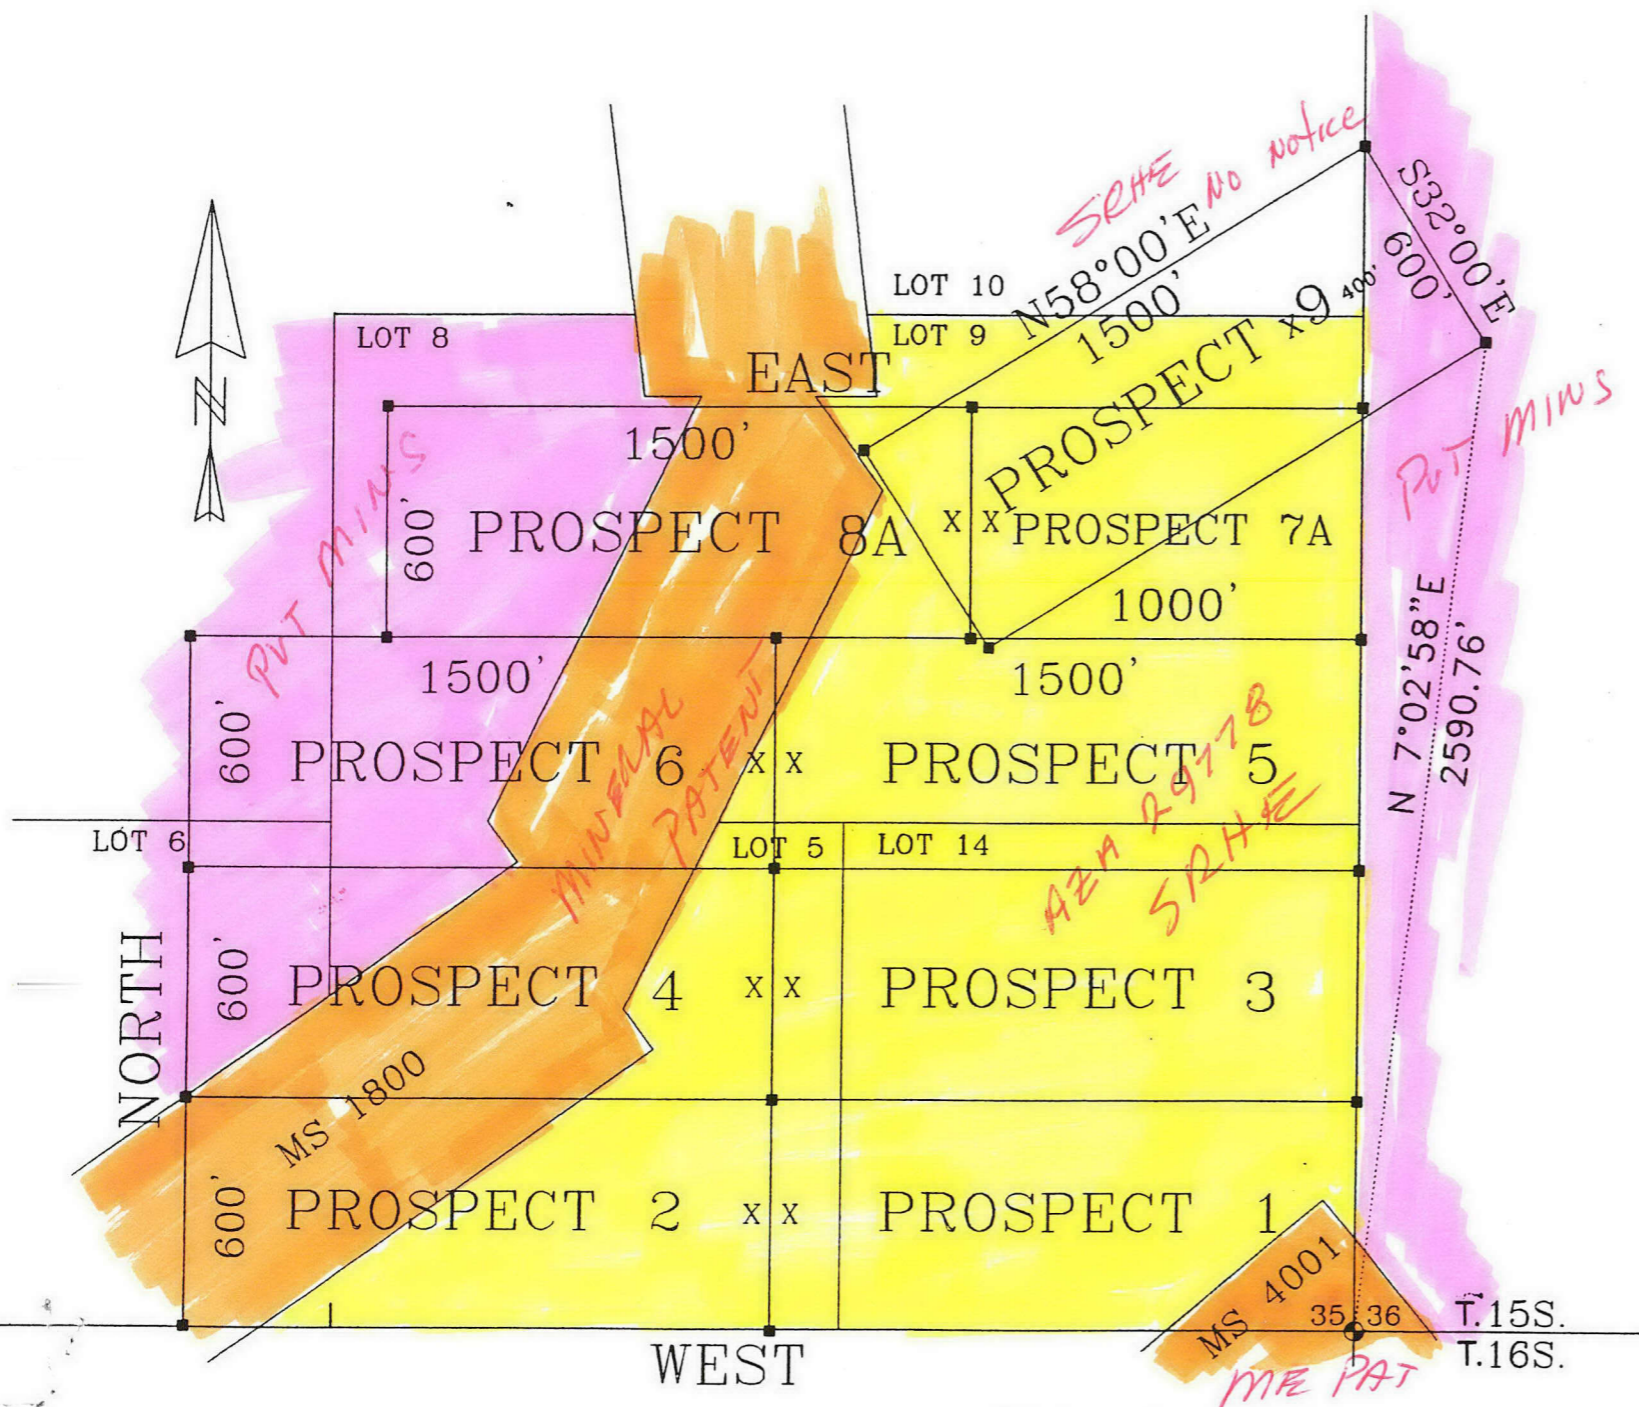 SRHE NO Notice
N58°00'E
1500'
S32°00'E
600'
400'
LOT 10
LOT 8
LOT 9
PROSPECT x9
EAST
1500'
N
PVT MINS
PVT MINS
600'
PROSPECT 8A
X X
PROSPECT 7A
1000'
1500'
1500'
N 7°02'58"E
2590.76'
600'
PROSPECT 6
X X
PROSPECT 5
MINERAL
PATENT
AZA 29778
SRHE
LOT 6
LOT 5
LOT 14
NORTH
600'
PROSPECT 4
X X
PROSPECT 3
MS 1800
600'
PROSPECT 2
X X
PROSPECT 1
MS 4001
35 36
T.15S.
T.16S.
WEST
ME PAT